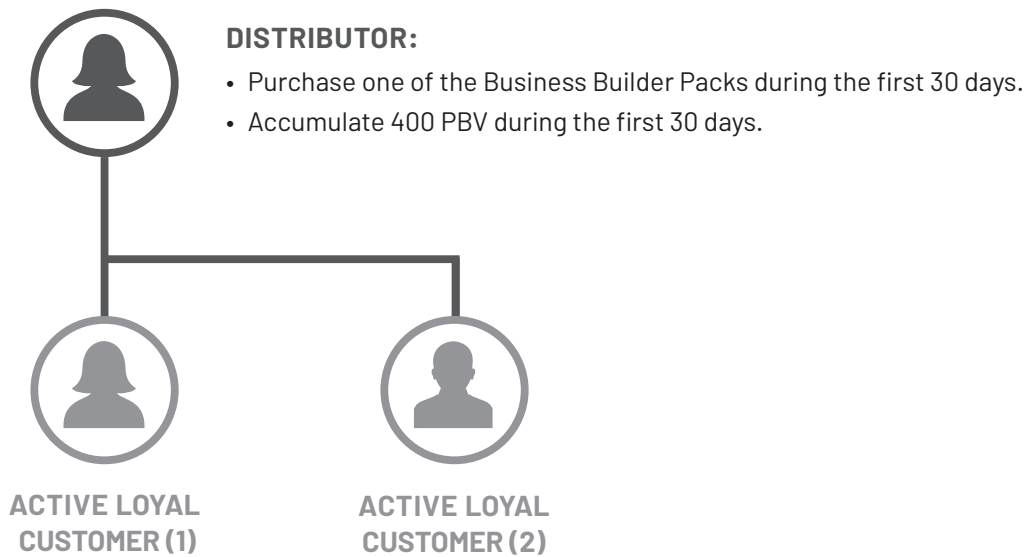 DISTRIBUTOR:
• Purchase one of the Business Builder Packs during the first 30 days.
• Accumulate 400 PBV during the first 30 days.
ACTIVE LOYAL
CUSTOMER (1)
ACTIVE LOYAL
CUSTOMER (2)